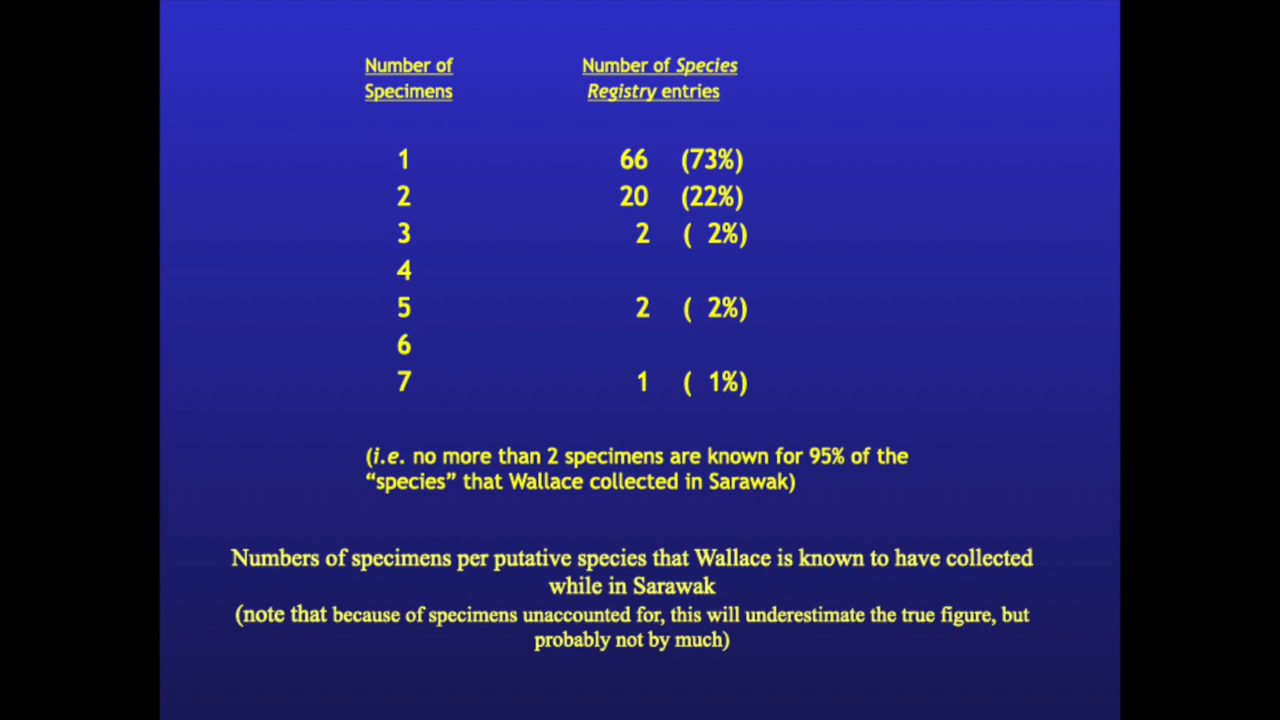 Number of Specimens
Number of Species Registry entries
1 66 (73%)
2 20 (22%)
3 2 ( 2%)
4
5 2 ( 2%)
6
7 1 ( 1%)
(i.e. no more than 2 specimens are known for 95% of the
“species” that Wallace collected in Sarawak)
Numbers of specimens per putative species that Wallace is known to have collected
while in Sarawak
(note that because of specimens unaccounted for, this will underestimate the true figure, but
probably not by much)